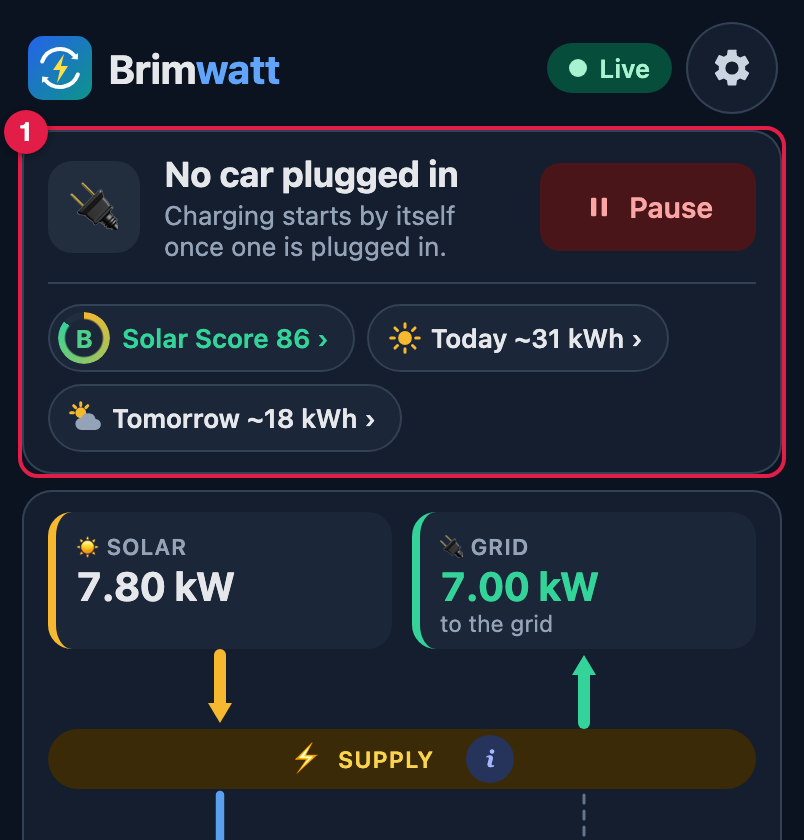 Brimwatt
Live
1
No car plugged in
Charging starts by itself
once one is plugged in.
Pause
B
Solar Score 86 ›
Today ~31 kWh ›
Tomorrow ~18 kWh ›
SOLAR
7.80 kW
GRID
7.00 kW
to the grid
SUPPLY
i